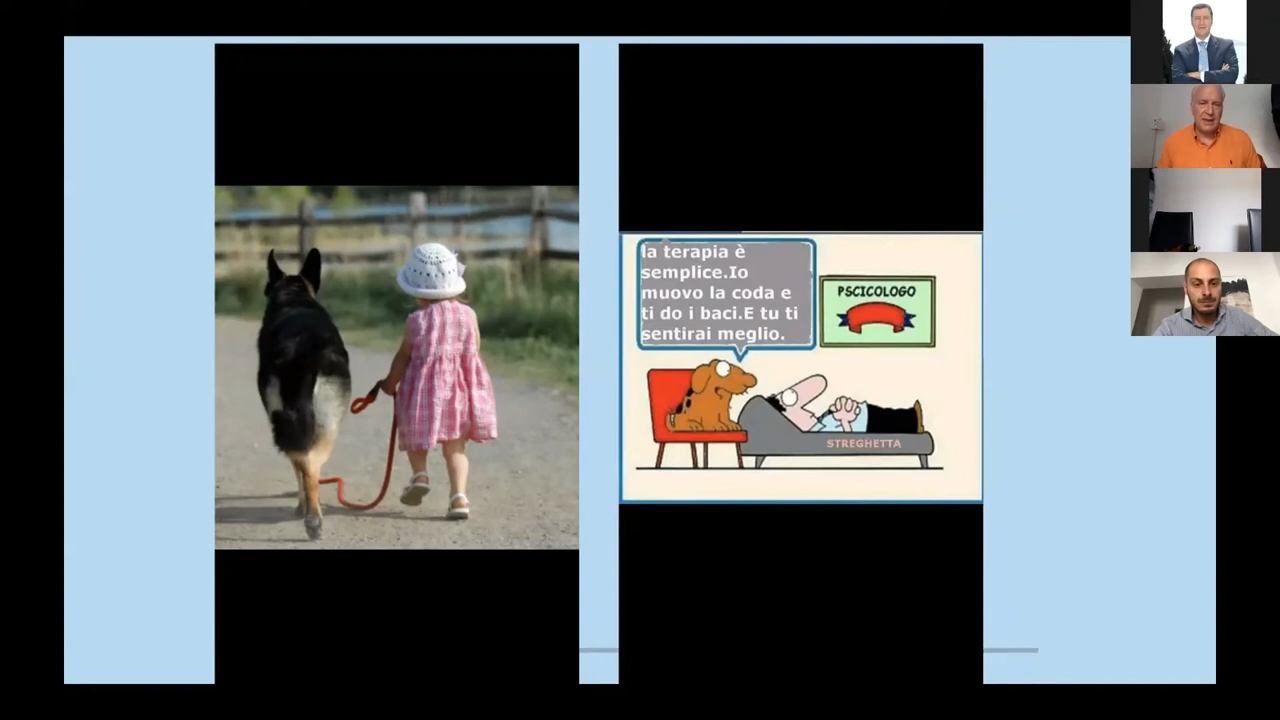 la terapia è
semplice.Io
muovo la coda e
ti do i baci.E tu ti
sentirai meglio.
PSCICOLOGO
STREGHETTA